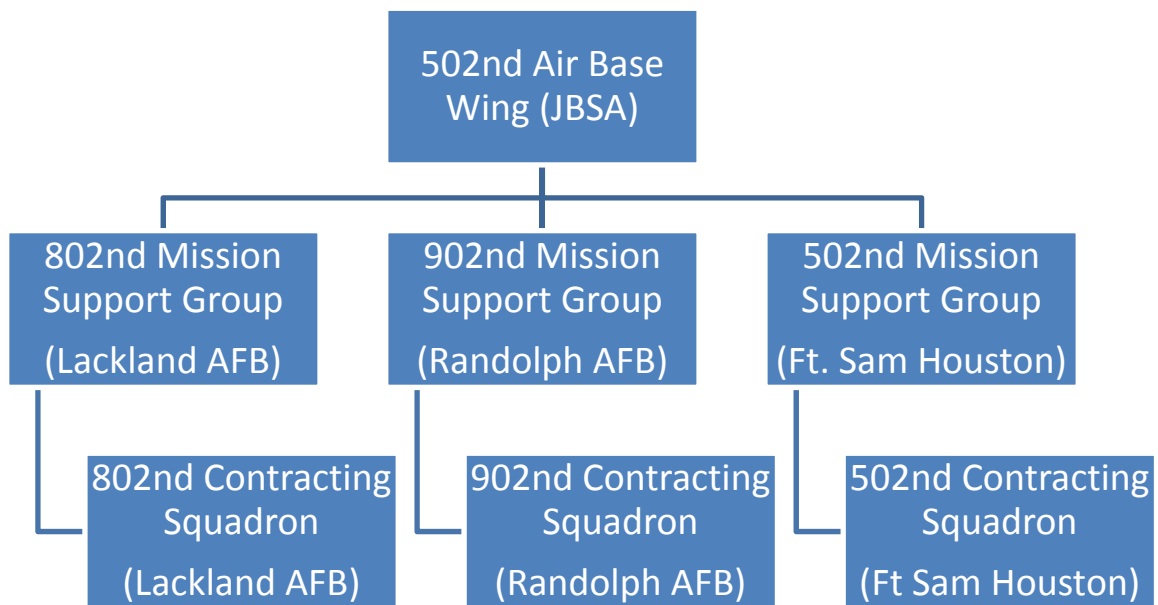 502nd Air Base
Wing (JBSA)
802nd Mission
Support Group
(Lackland AFB)
902nd Mission
Support Group
(Randolph AFB)
502nd Mission
Support Group
(Ft. Sam Houston)
802nd Contracting
Squadron
(Lackland AFB)
902nd Contracting
Squadron
(Randolph AFB)
502nd Contracting
Squadron
(Ft Sam Houston)